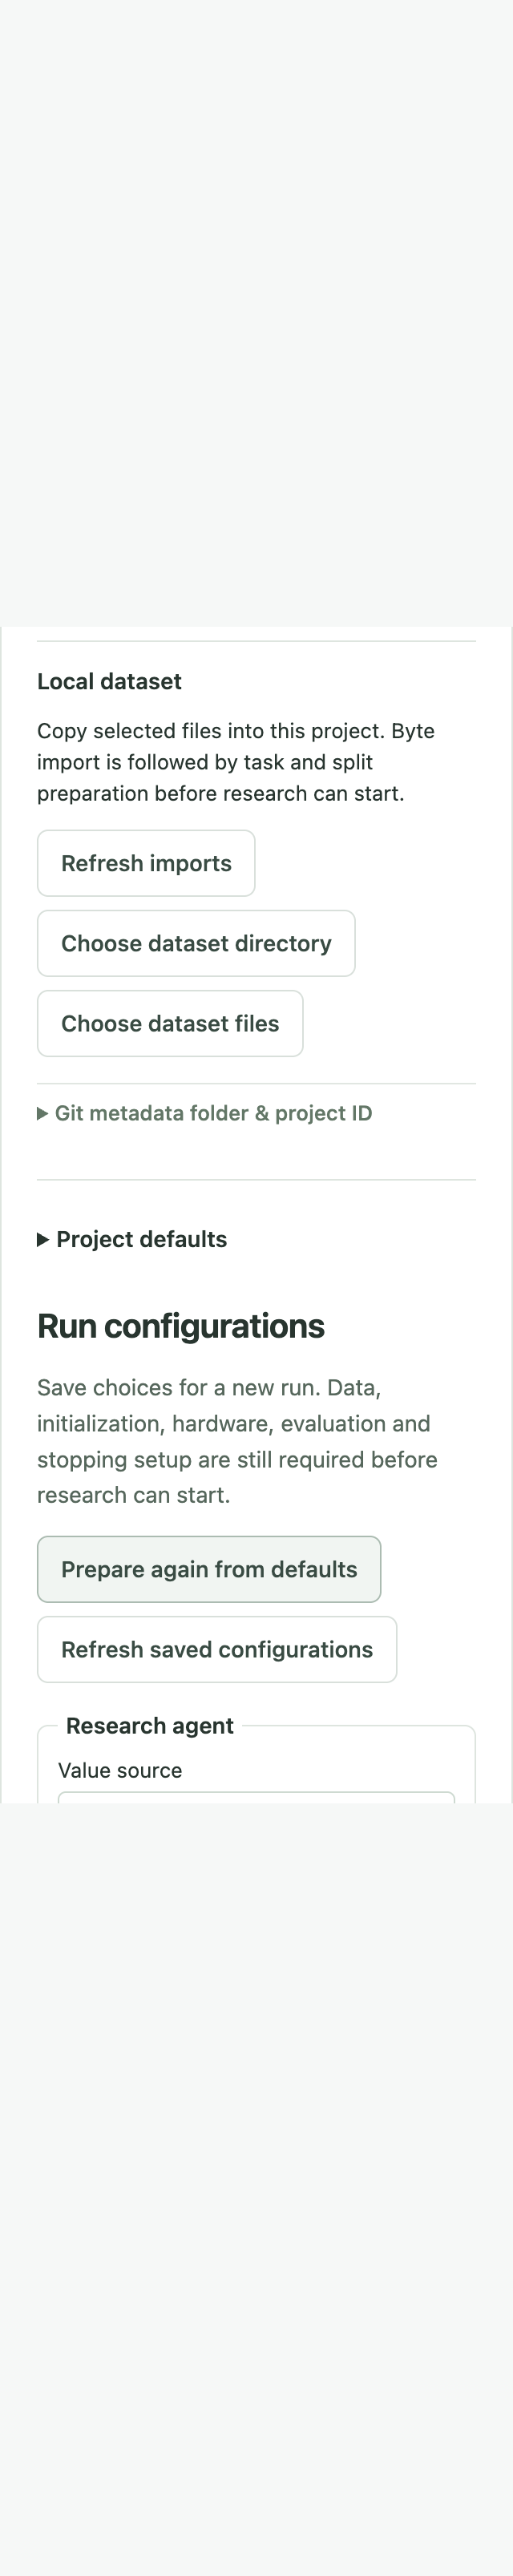 Local dataset
Copy selected files into this project. Byte
import is followed by task and split
preparation before research can start.
Refresh imports
Choose dataset directory
Choose dataset files
Git metadata folder & project ID
Project defaults
Run configurations
Save choices for a new run. Data,
initialization, hardware, evaluation and
stopping setup are still required before
research can start.
Prepare again from defaults
Refresh saved configurations
Research agent
Value source